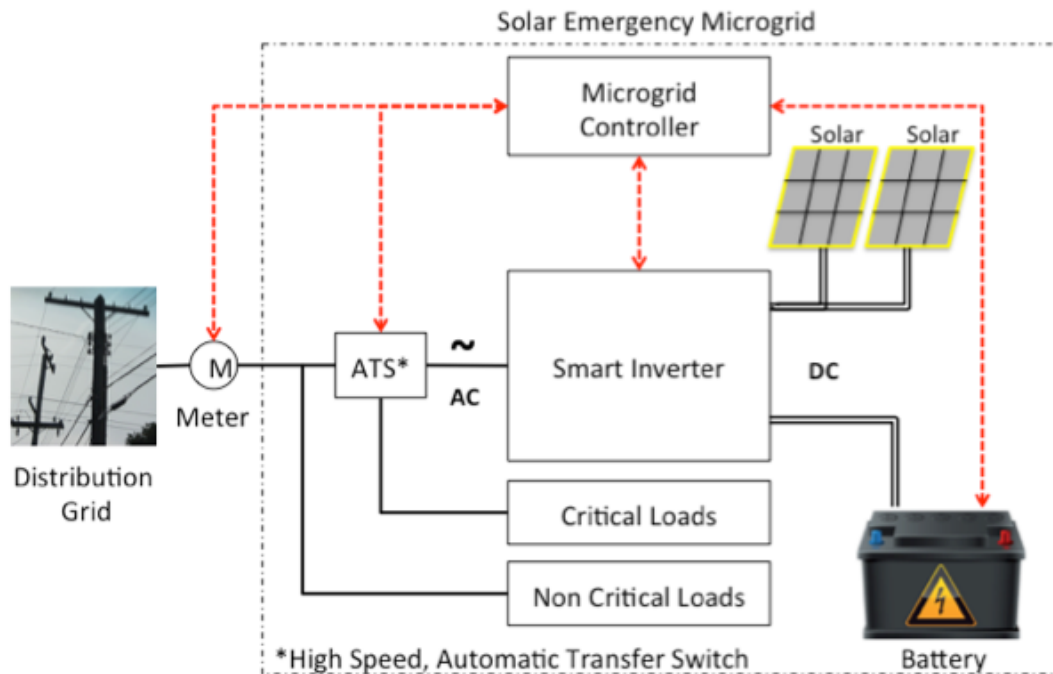 Solar Emergency Microgrid
Microgrid
Controller
Solar
Solar
M
Meter
ATS*
~
AC
Smart Inverter
DC
Distribution
Grid
Critical Loads
Non Critical Loads
*High Speed, Automatic Transfer Switch
Battery